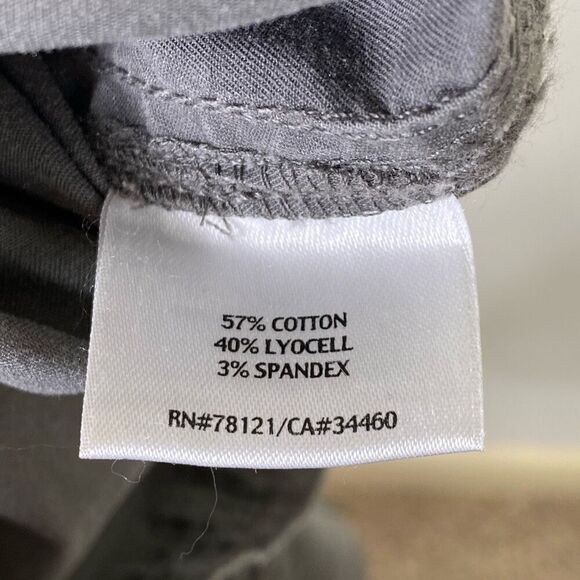 57% COTTON
40% LYOCELL
3% SPANDEX
RN#78121/CA#34460